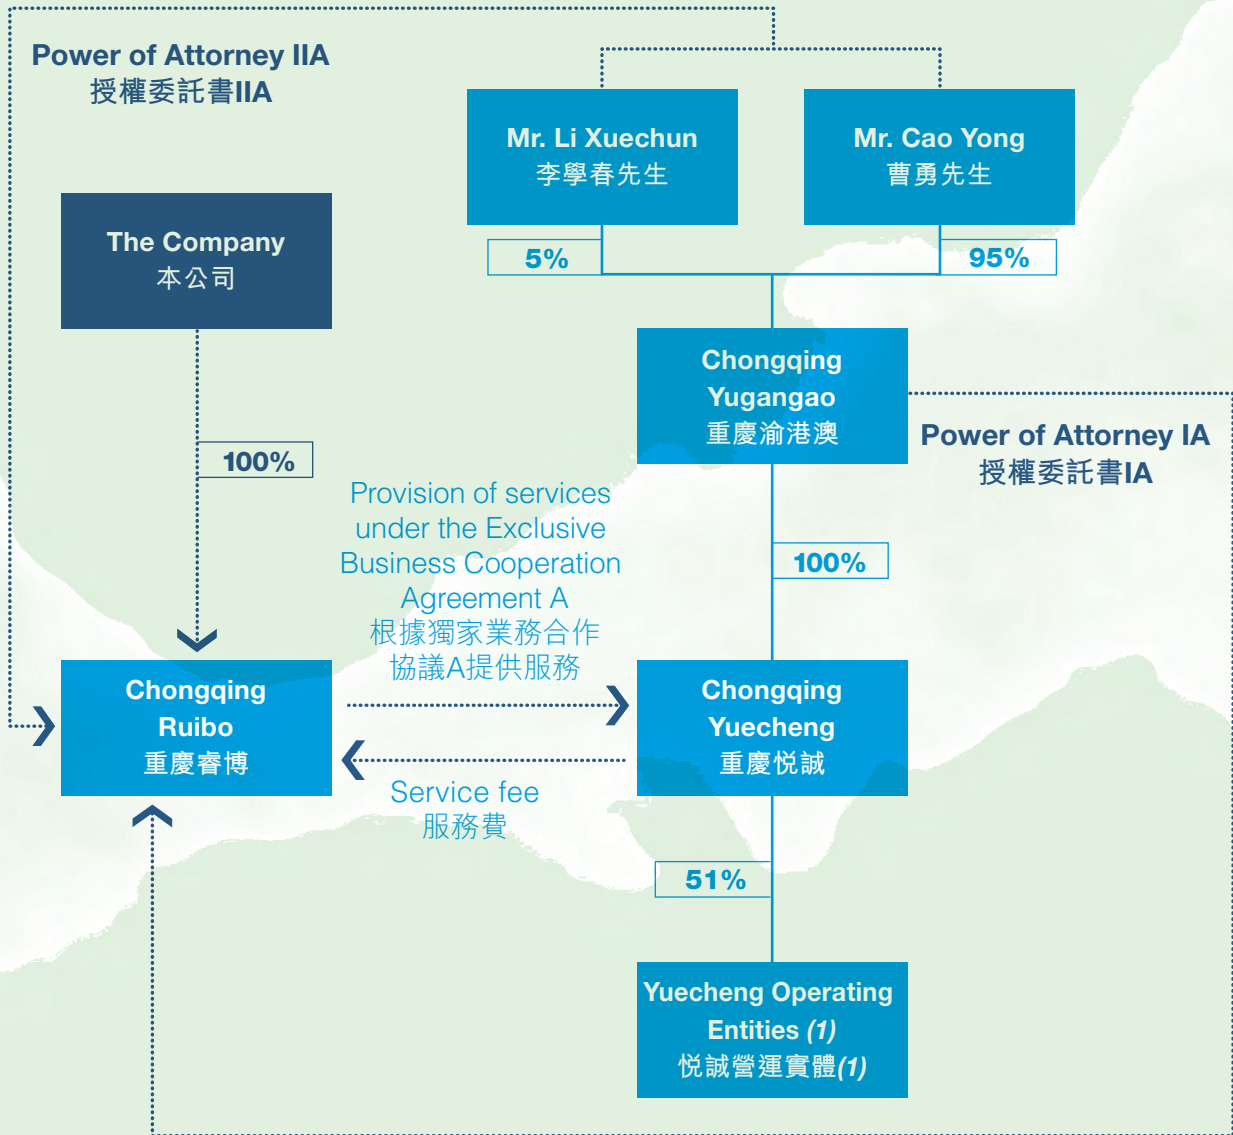 Power of Attorney IIA
授權委託書IIA
Mr. Li Xuechun
李學春先生
Mr. Cao Yong
曹勇先生
The Company
本公司
5%
95%
Chongqing
Yugangao
重慶渝港澳
Power of Attorney IA
授權委託書IA
100%
Provision of services
under the Exclusive
Business Cooperation
Agreement A
根據獨家業務合作
協議A提供服務
100%
Chongqing
Ruibo
重慶睿博
Chongqing
Yuecheng
重慶悦誠
Service fee
服務費
51%
Yuecheng Operating
Entities (1)
悦誠營運實體(1)